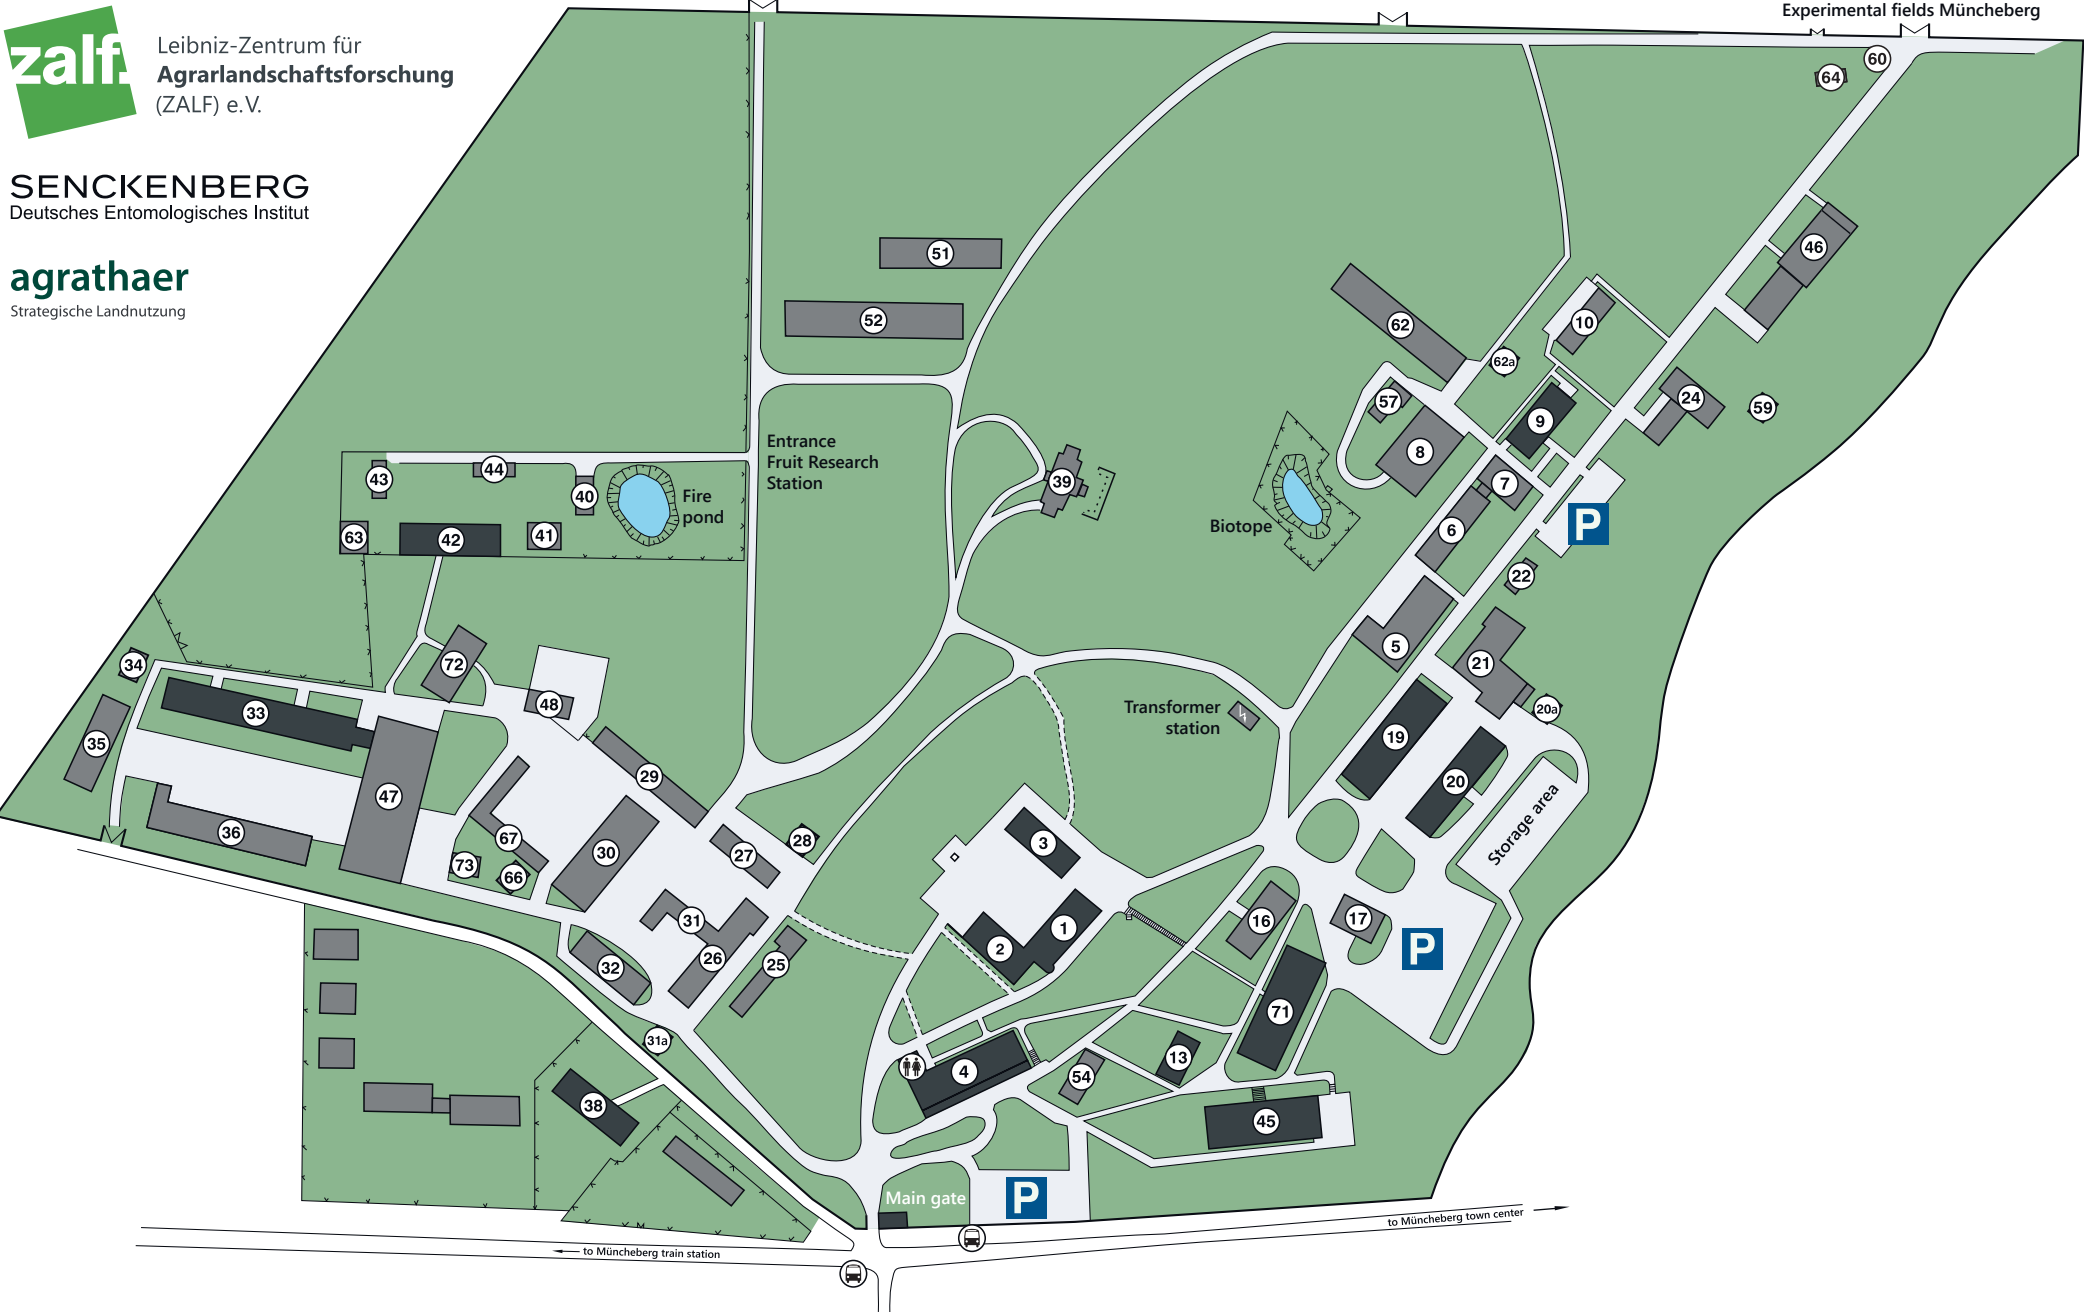 zalf.
Leibniz-Zentrum für
Agrarlandschaftsforschung
(ZALF) e.V.
SENCKENBERG
Deutsches Entomologisches Institut
agrathaer
Strategische Landnutzung
Experimental fields Müncheberg
60
64
46
51
52
62
10
62a
57
24
59
9
8
7
Entrance
Fruit Research
Station
43
44
40
Fire
pond
39
Biotope
P
6
63
42
41
22
5
21
34
72
48
20a
33
Transformer
station
35
19
29
20
47
Storage area
36
67
30
27
28
3
73
66
31
1
16
17
P
32
26
25
2
71
31a
13
4
54
38
45
Main gate
P
to Müncheberg town center
to Müncheberg train station